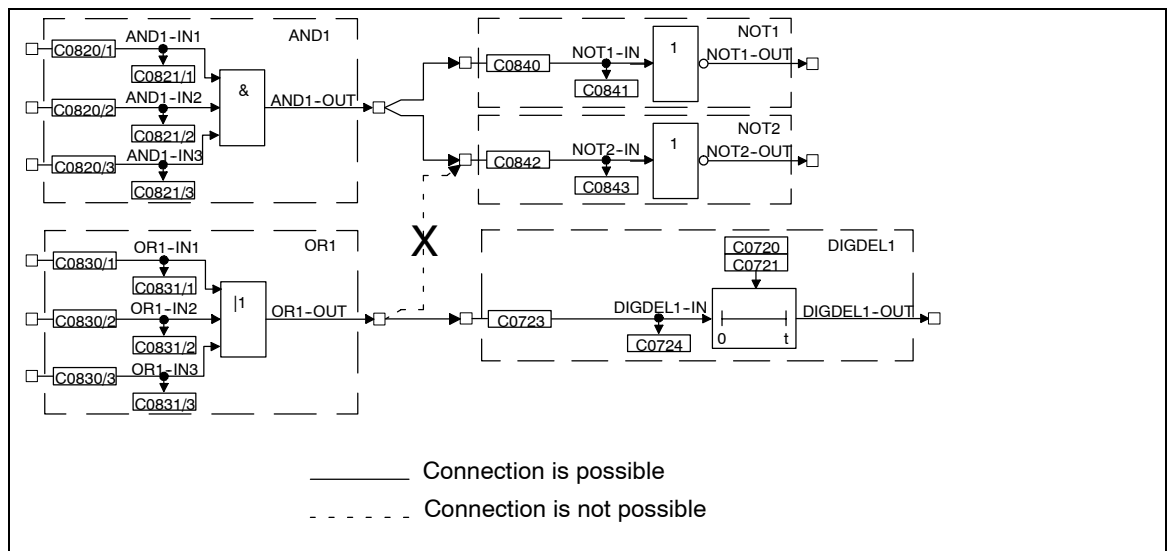 AND1
AND1-IN1
C0820/1
C0821/1
AND1-IN2
C0820/2
C0821/2
AND1-IN3
C0820/3
C0821/3
&
AND1-OUT
NOT1
C0840
NOT1-IN
C0841
1
NOT1-OUT
NOT2
C0842
NOT2-IN
C0843
1
NOT2-OUT
X
OR1
OR1-IN1
C0830/1
C0831/1
OR1-IN2
C0830/2
C0831/2
OR1-IN3
C0830/3
C0831/3
|1
OR1-OUT
DIGDEL1
C0720
C0721
C0723
DIGDEL1-IN
C0724
0 t
DIGDEL1-OUT
Connection is possible
Connection is not possible